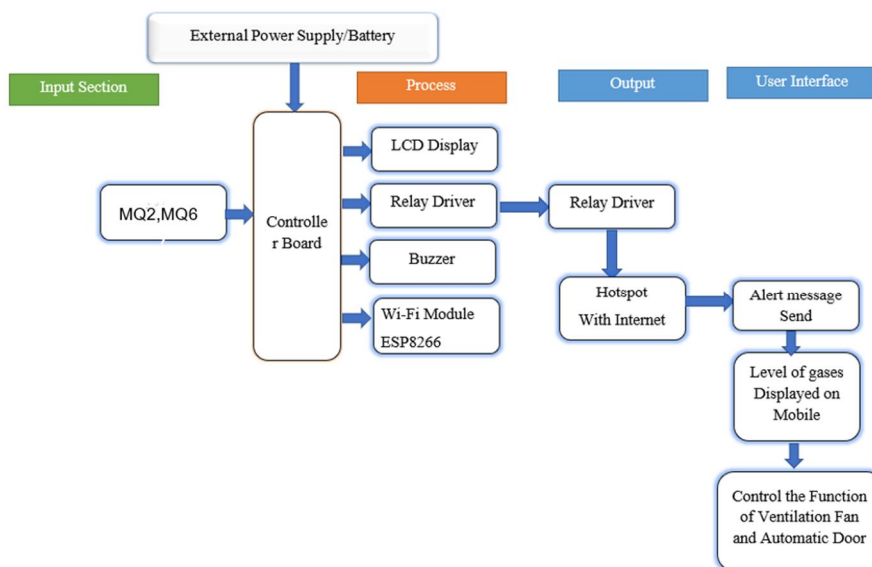 External Power Supply/Battery
Input Section
Process
Output
User Interface
LCD Display
MQ2,MQ6
Controlle
r Board
Relay Driver
Relay Driver
Buzzer
Wi-Fi Module
ESP8266
Hotspot
With Internet
Alert message
Send
Level of gases
Displayed on
Mobile
Control the Function
of Ventilation Fan
and Automatic Door